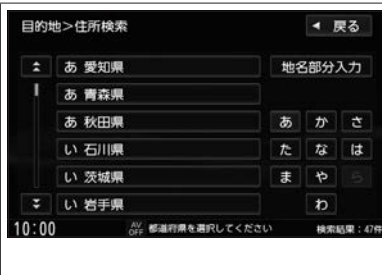 目的地>住所検索 ◀ 戻る
あ 愛知県 地名部分入力
あ 青森県
あ 秋田県 あ か さ
い 石川県 た な は
い 茨城県 ま や ら
い 岩手県 わ
10:00 AV OFF 都道府県を選択してください 検索結果：47件